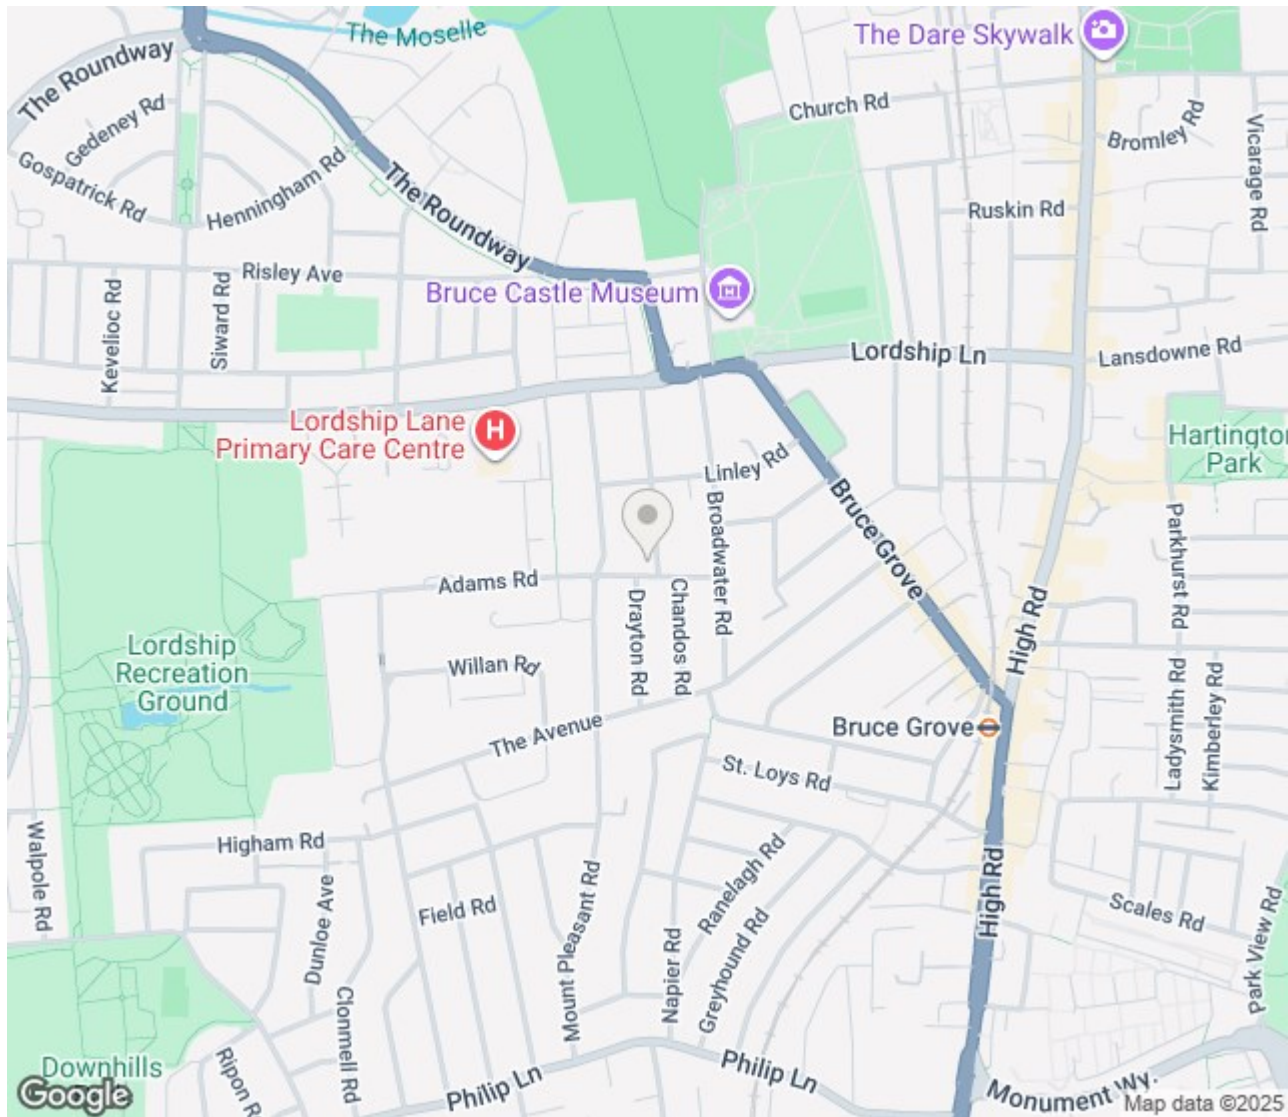 The Moselle
The Dare Skywalk
The Roundway
Church Rd
Gedeney Rd
Bromley Rd
Vicarage Rd
Gospatrick Rd
Henningham Rd
The Roundway
Ruskin Rd
Risley Ave
Bruce Castle Museum
Kevelioc Rd
Siward Rd
Lordship Ln
Lansdowne Rd
Lordship Lane
Primary Care Centre
Hartington
Park
Linley Rd
Broadwater Rd
Bruce Grove
Parkhurst Rd
Adams Rd
Drayton Rd
Chandos Rd
High Rd
Lordship
Recreation
Ground
Willan Rd
Ladysmith Rd
Kimberley Rd
The Avenue
Bruce Grove
St. Loys Rd
Walpole Rd
Higham Rd
Dunloe Ave
Field Rd
Mount Pleasant Rd
Ranelagh Rd
High Rd
Scales Rd
Napier Rd
Greyhound Rd
Park View Rd
Clonmell Rd
Downhills
Ripon R
Philip Ln
Philip Ln
Monument Wy.
Google
Map data ©2025